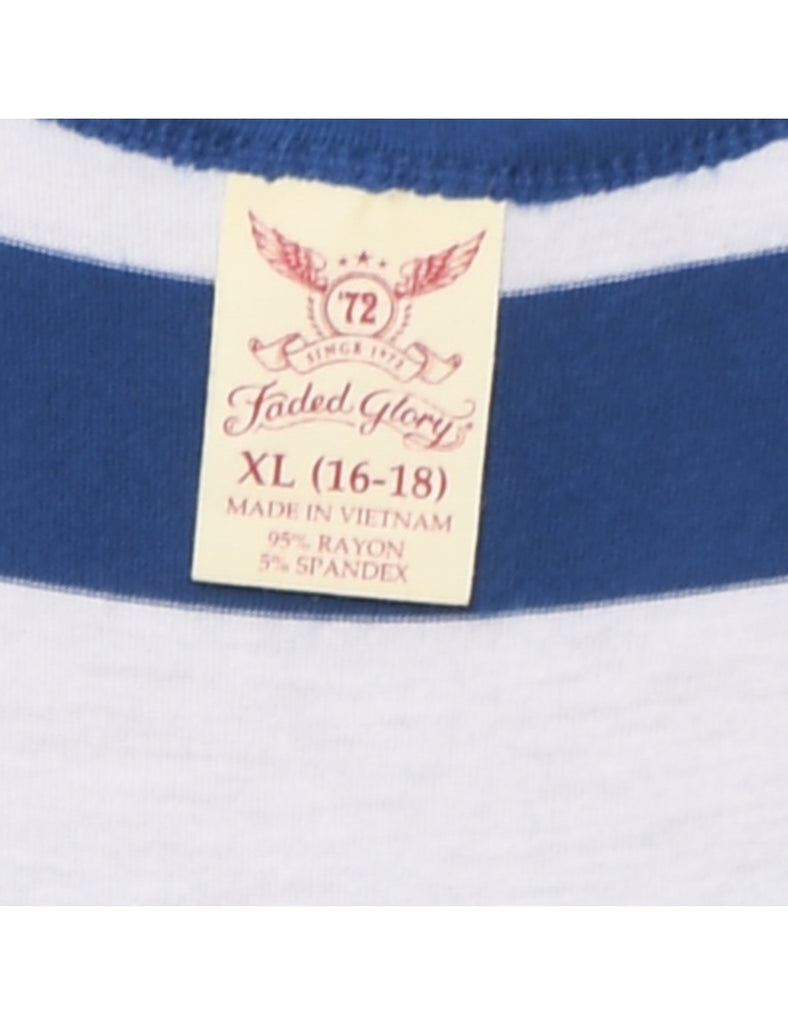 '72
SINCE 1972
Faded Glory
XL (16-18)
MADE IN VIETNAM
95% RAYON
5% SPANDEX